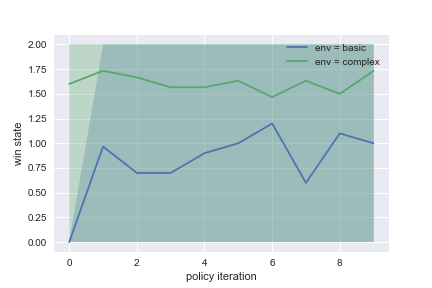 2.00
1.75
1.50
1.25
1.00
0.75
0.50
0.25
0.00
win state
env = basic
env = complex
0 2 4 6 8
policy iteration